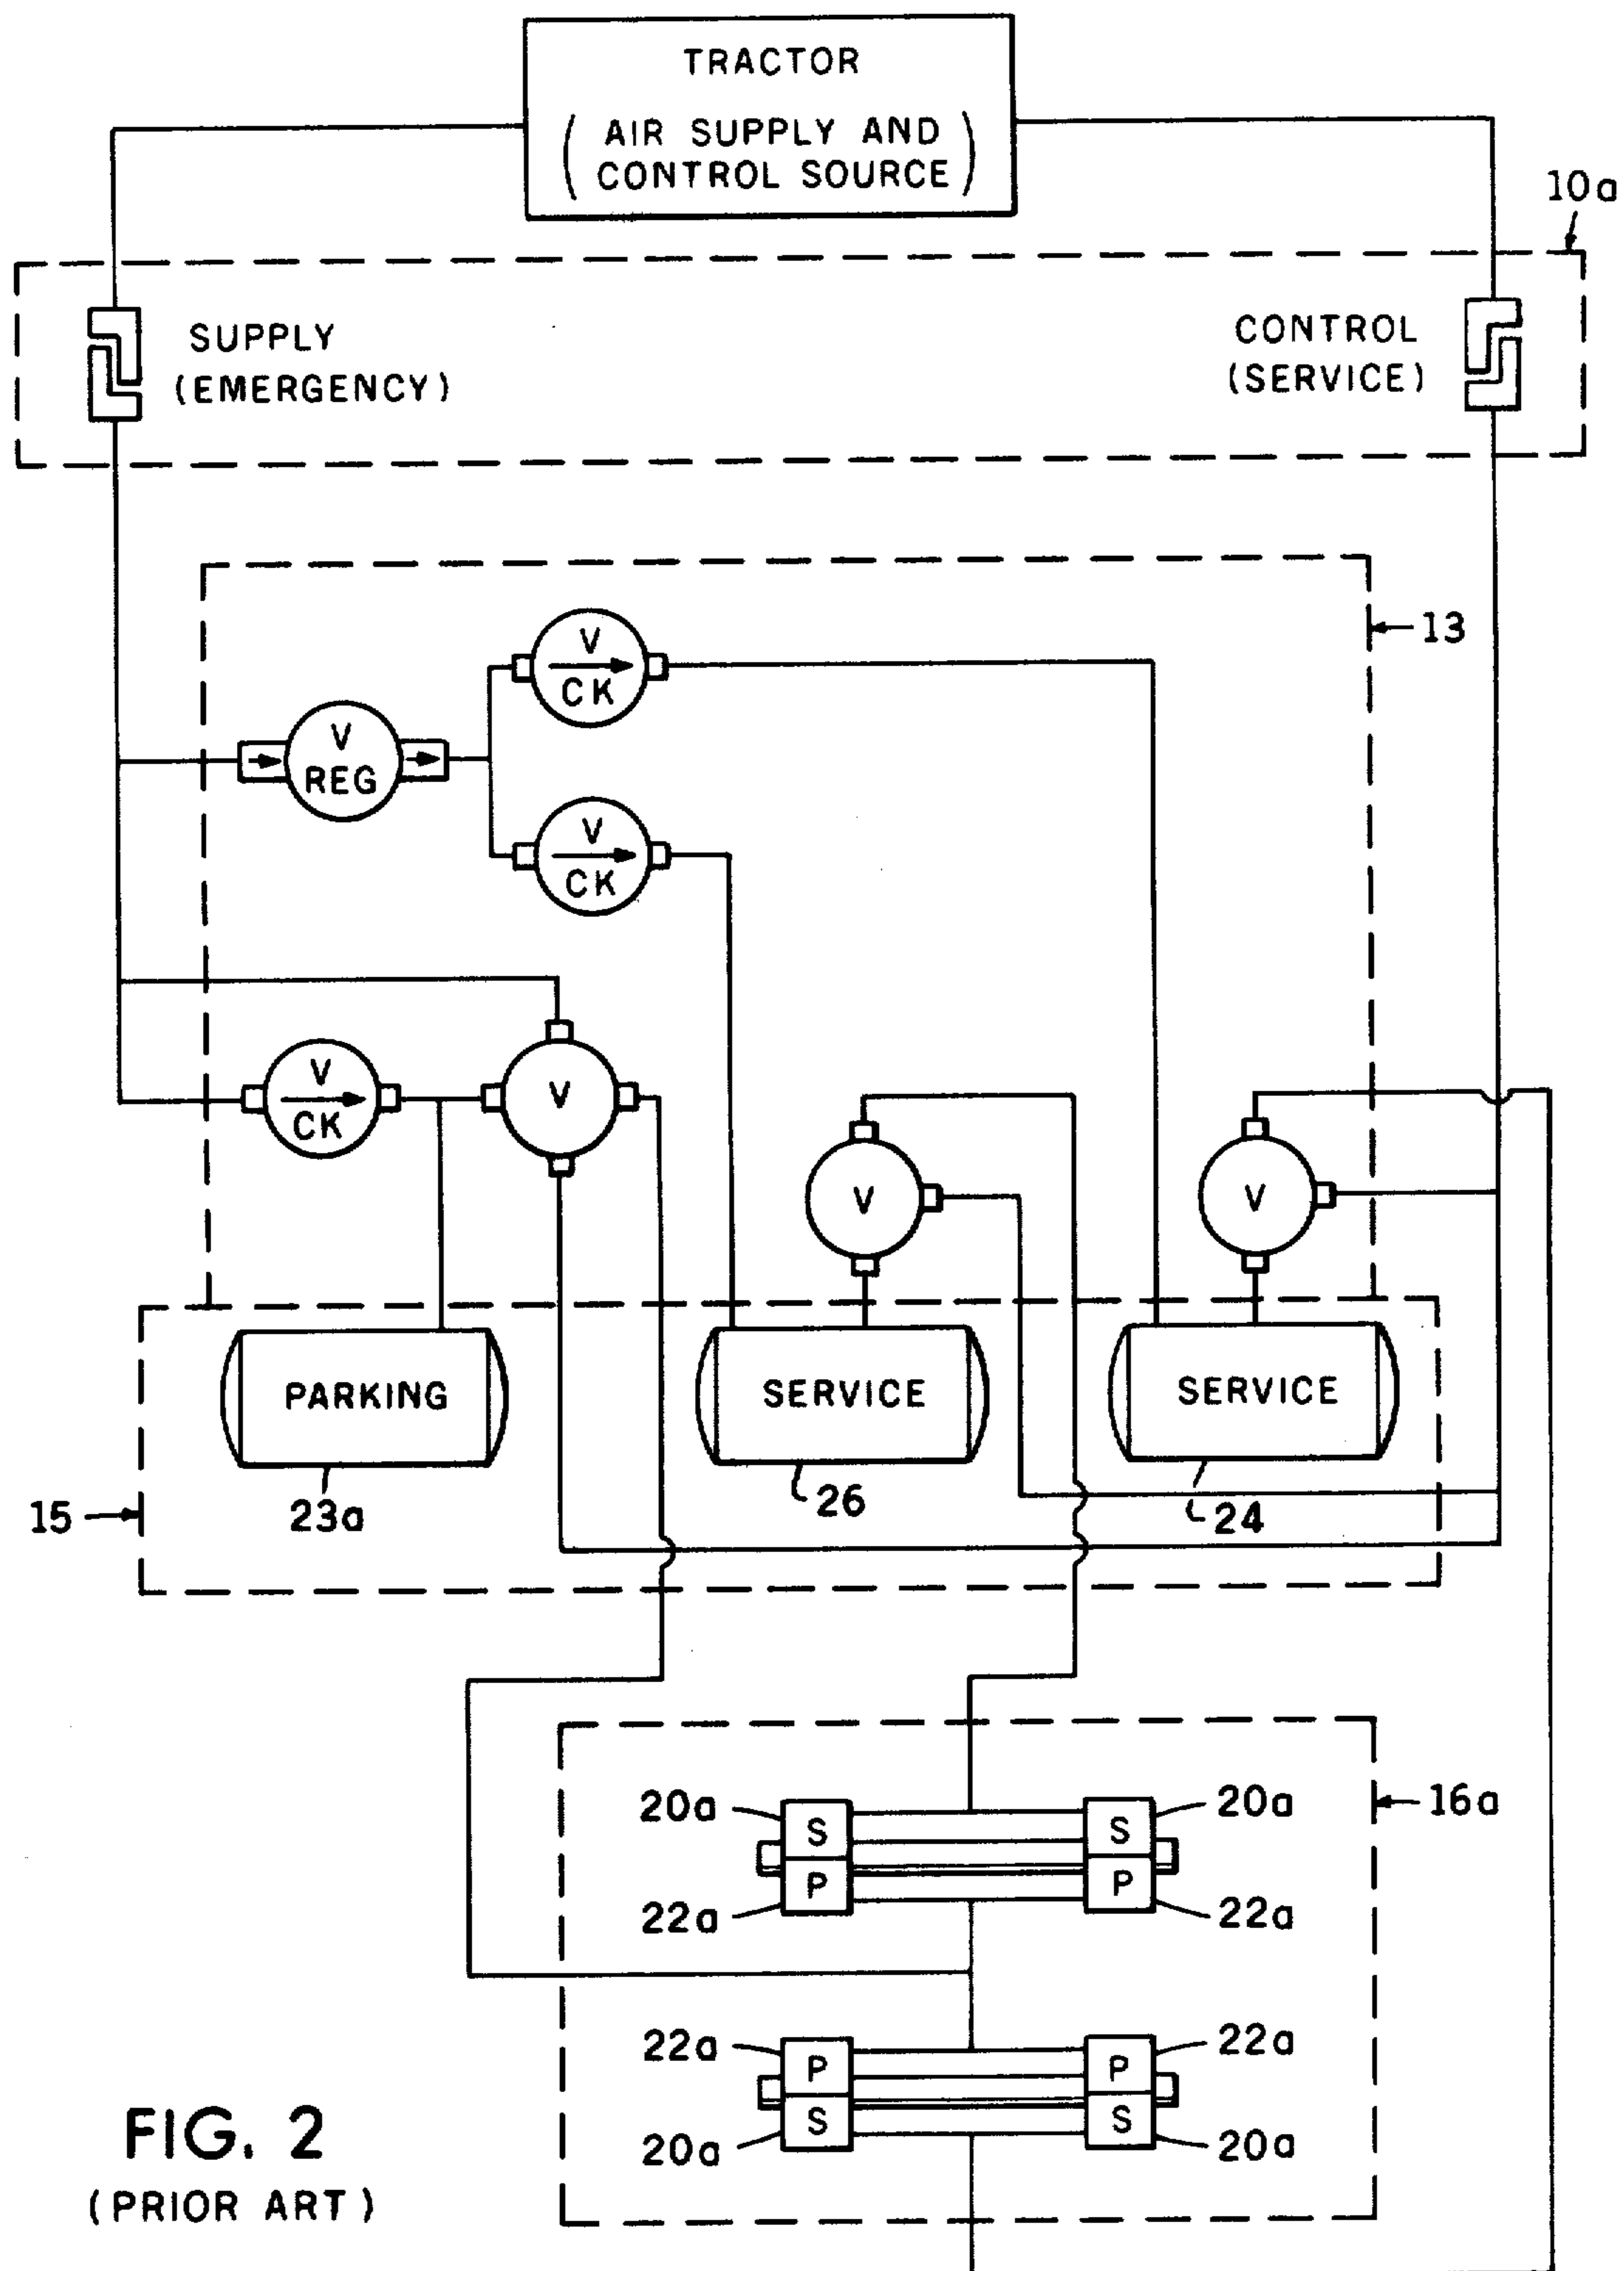 TRACTOR
(AIR SUPPLY AND
CONTROL SOURCE)
10a
SUPPLY
(EMERGENCY)
CONTROL
(SERVICE)
13
V
CK
V
REG
V
CK
V
CK
V
V
V
PARKING
SERVICE
SERVICE
23a
26
24
15
20a
S
S
20a
16a
P
P
22a
22a
22a
P
P
22a
S
S
20a
20a
FIG. 2
(PRIOR ART)